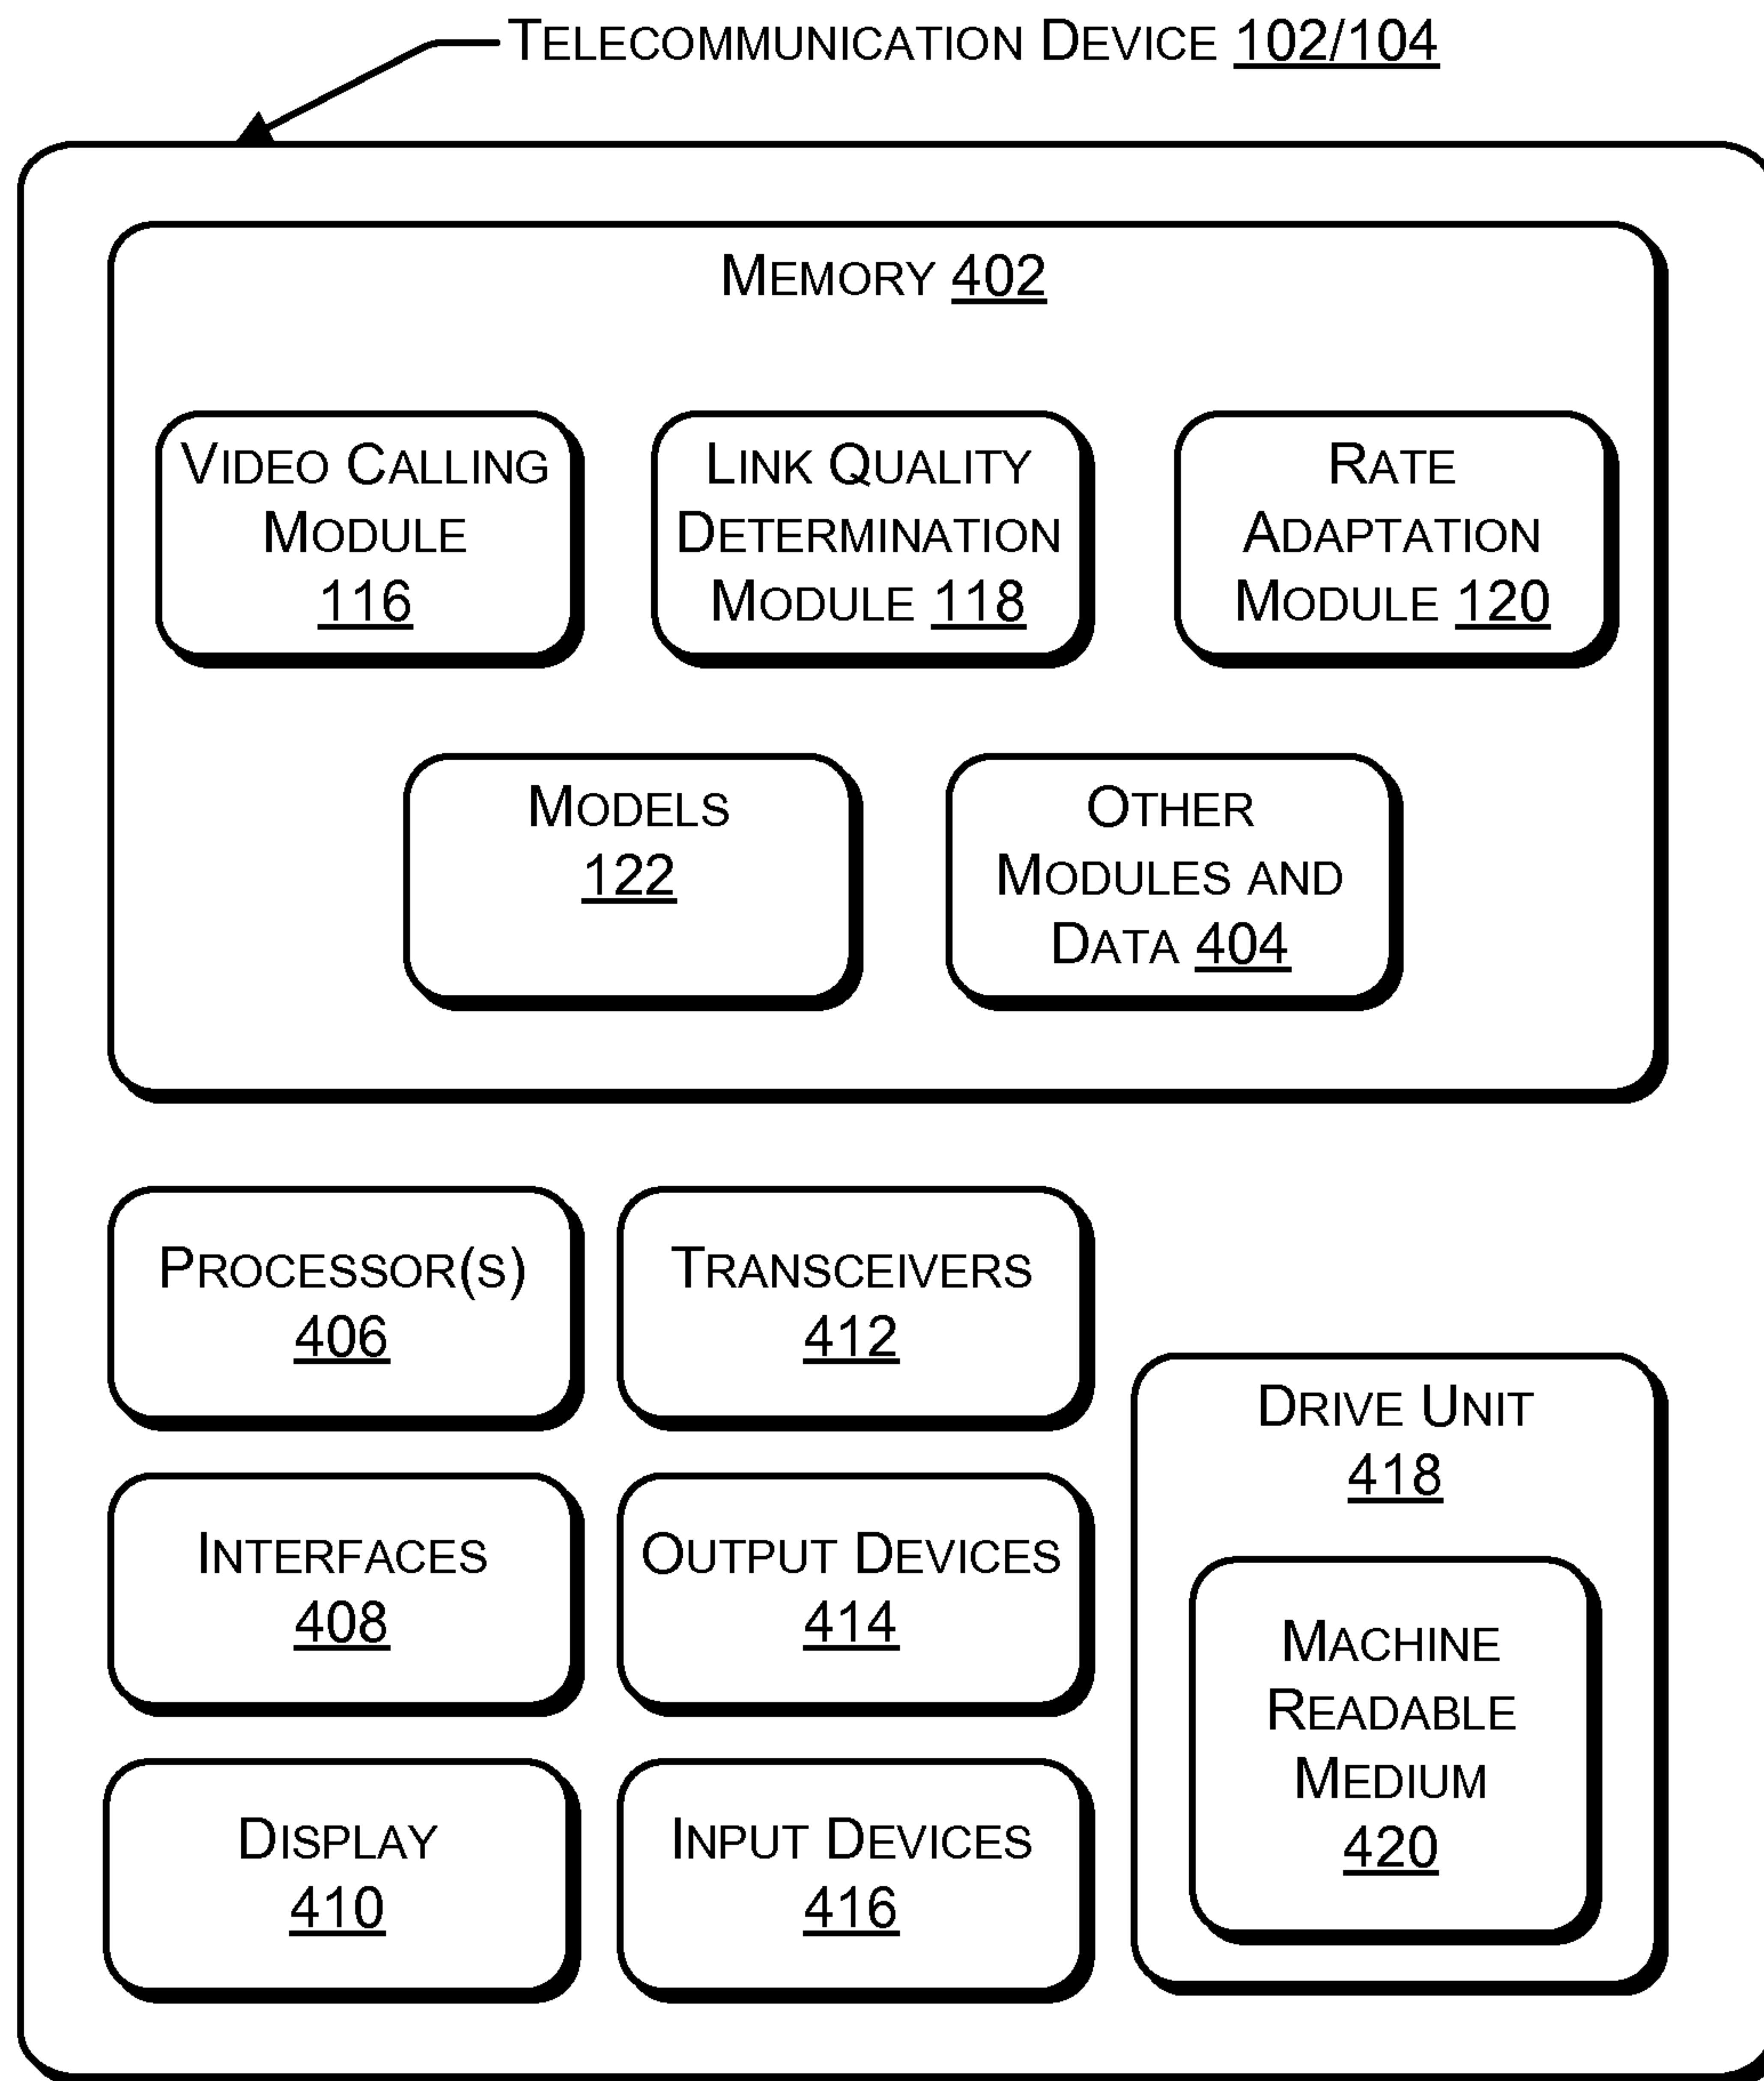 TELECOMMUNICATION DEVICE 102/104
MEMORY 402
VIDEO CALLING
MODULE
116
LINK QUALITY
DETERMINATION
MODULE 118
RATE
ADAPTATION
MODULE 120
MODELS
122
OTHER
MODULES AND
DATA 404
PROCESSOR(S)
406
TRANSCEIVERS
412
INTERFACES
408
OUTPUT DEVICES
414
DISPLAY
410
INPUT DEVICES
416
DRIVE UNIT
418
MACHINE
READABLE
MEDIUM
420